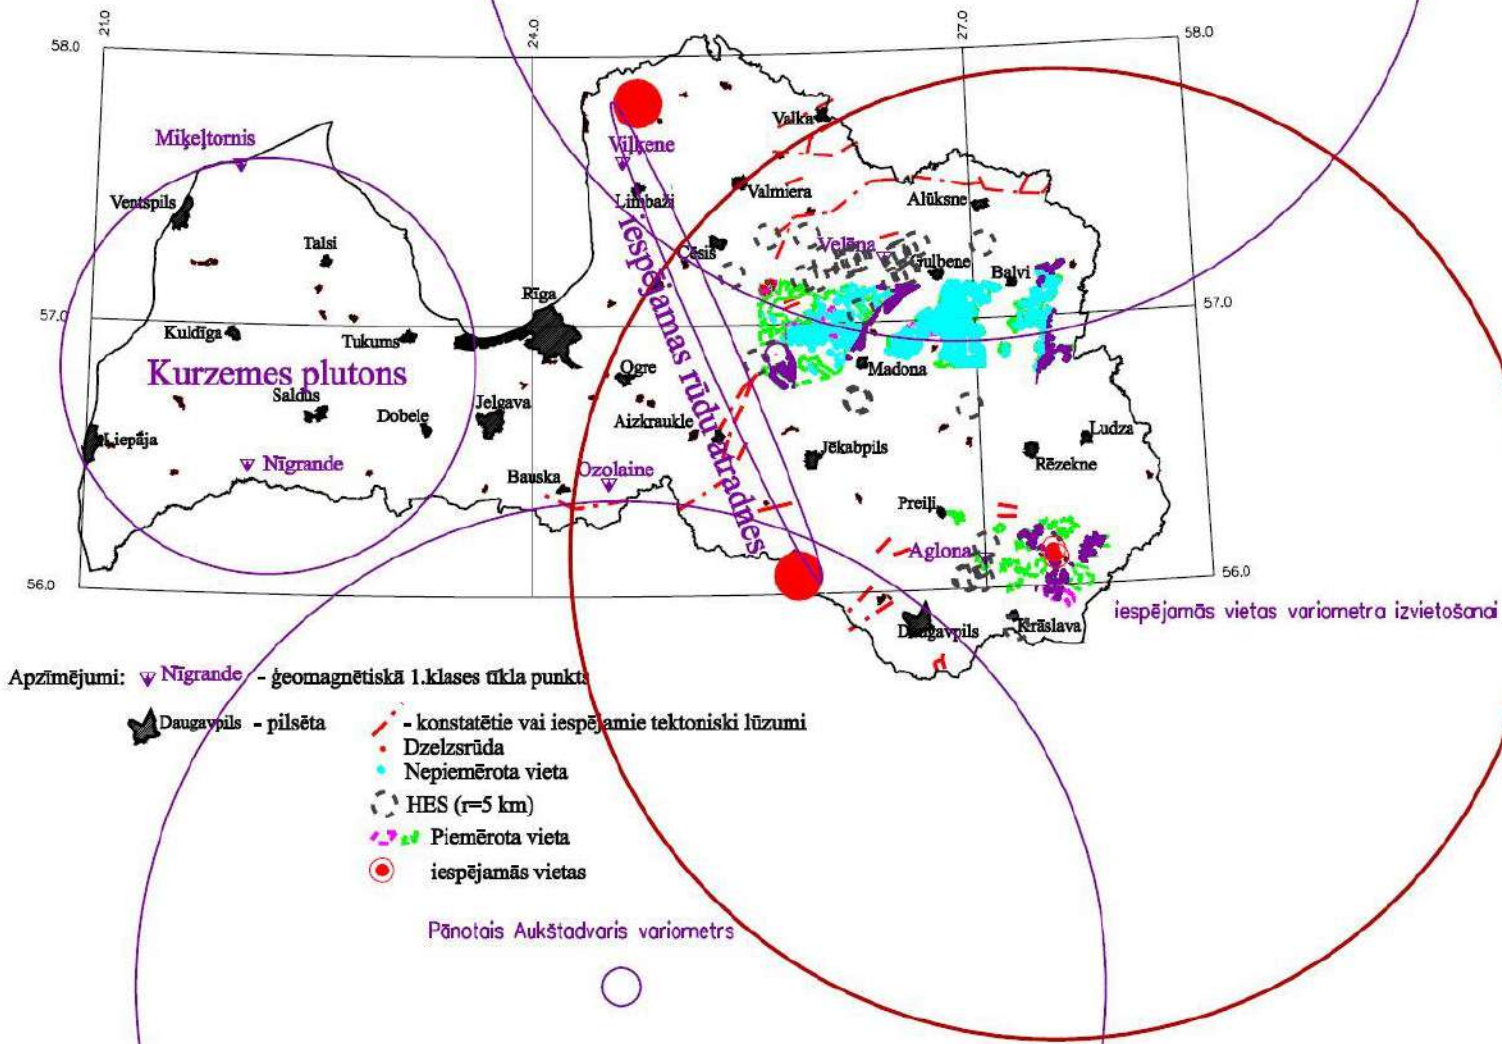 21.0
24.0
27.0
58.0
58.0
Miķeļtornis
Viļķene
Valka
Ventspils
Limbaži
Valmiera
Alūksne
Talsi
Cēsis
Velēna
Gulbene
Balvi
Rīga
57.0
57.0
Kuldīga
Tukums
Madona
Kurzemes plutons
Ogre
iespējamas rūdu atradnes
Saldus
Dobele
Jelgava
Aizkraukle
Liepāja
Jēkabpils
Ludza
Rēzekne
Nīgrande
Bauska
Ozolaine
Preiļi
Aglona
56.0
56.0
iespējamās vietas variometra izvietošanai
Daugavpils
Krāslava
Apzīmējumi: Nīgrande - ģeomagnētiskā 1.klases tīkla punkts
Daugavpils - pilsēta
- konstatētie vai iespējamie tektoniski lūzumi
Dzelzsrūda
Nepiemērota vieta
HES (r=5 km)
Piemērota vieta
iespējamās vietas
Pānotais Aukštadvaris variometrs